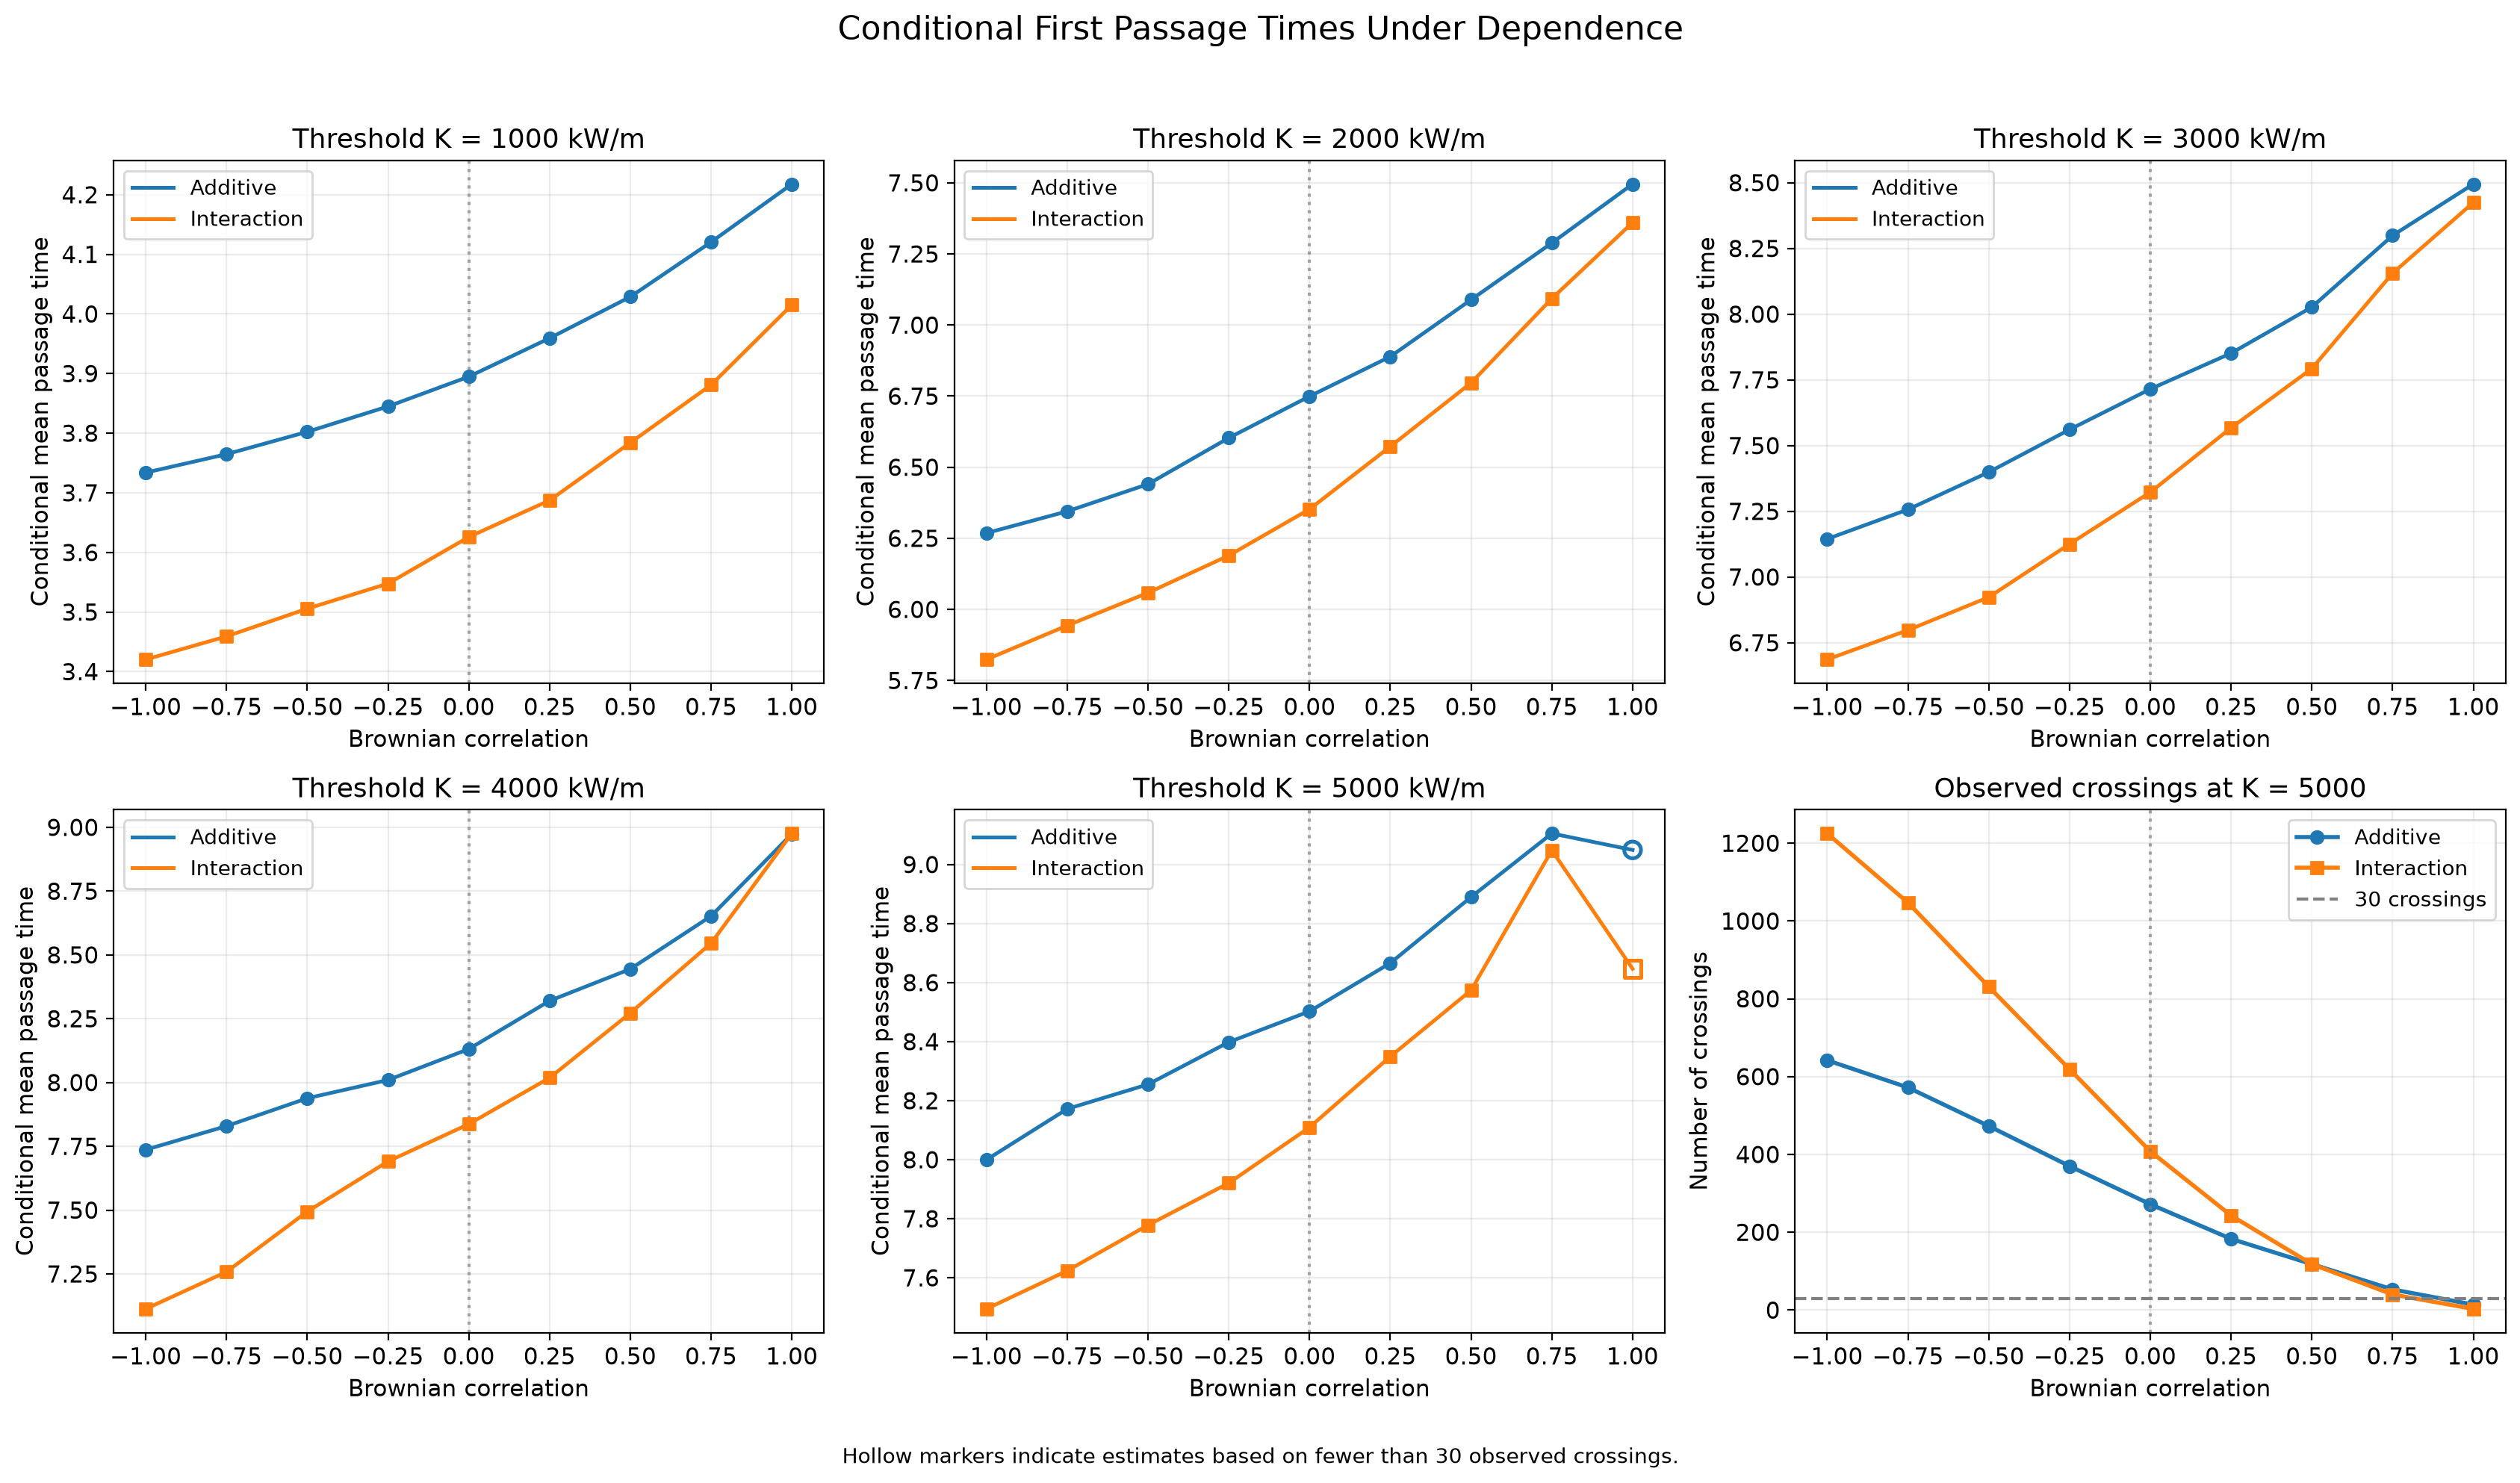 Conditional First Passage Times Under Dependence
Threshold K = 1000 kW/m
Conditional mean passage time
4.2
4.1
4.0
3.9
3.8
3.7
3.6
3.5
3.4
Additive
Interaction
−1.00 −0.75 −0.50 −0.25 0.00 0.25 0.50 0.75 1.00
Brownian correlation
Threshold K = 2000 kW/m
Conditional mean passage time
7.50
7.25
7.00
6.75
6.50
6.25
6.00
5.75
Additive
Interaction
−1.00 −0.75 −0.50 −0.25 0.00 0.25 0.50 0.75 1.00
Brownian correlation
Threshold K = 3000 kW/m
Conditional mean passage time
8.50
8.25
8.00
7.75
7.50
7.25
7.00
6.75
Additive
Interaction
−1.00 −0.75 −0.50 −0.25 0.00 0.25 0.50 0.75 1.00
Brownian correlation
Threshold K = 4000 kW/m
Conditional mean passage time
9.00
8.75
8.50
8.25
8.00
7.75
7.50
7.25
Additive
Interaction
−1.00 −0.75 −0.50 −0.25 0.00 0.25 0.50 0.75 1.00
Brownian correlation
Threshold K = 5000 kW/m
Conditional mean passage time
9.0
8.8
8.6
8.4
8.2
8.0
7.8
7.6
Additive
Interaction
−1.00 −0.75 −0.50 −0.25 0.00 0.25 0.50 0.75 1.00
Brownian correlation
Observed crossings at K = 5000
Number of crossings
1200
1000
800
600
400
200
0
Additive
Interaction
30 crossings
−1.00 −0.75 −0.50 −0.25 0.00 0.25 0.50 0.75 1.00
Brownian correlation
Hollow markers indicate estimates based on fewer than 30 observed crossings.